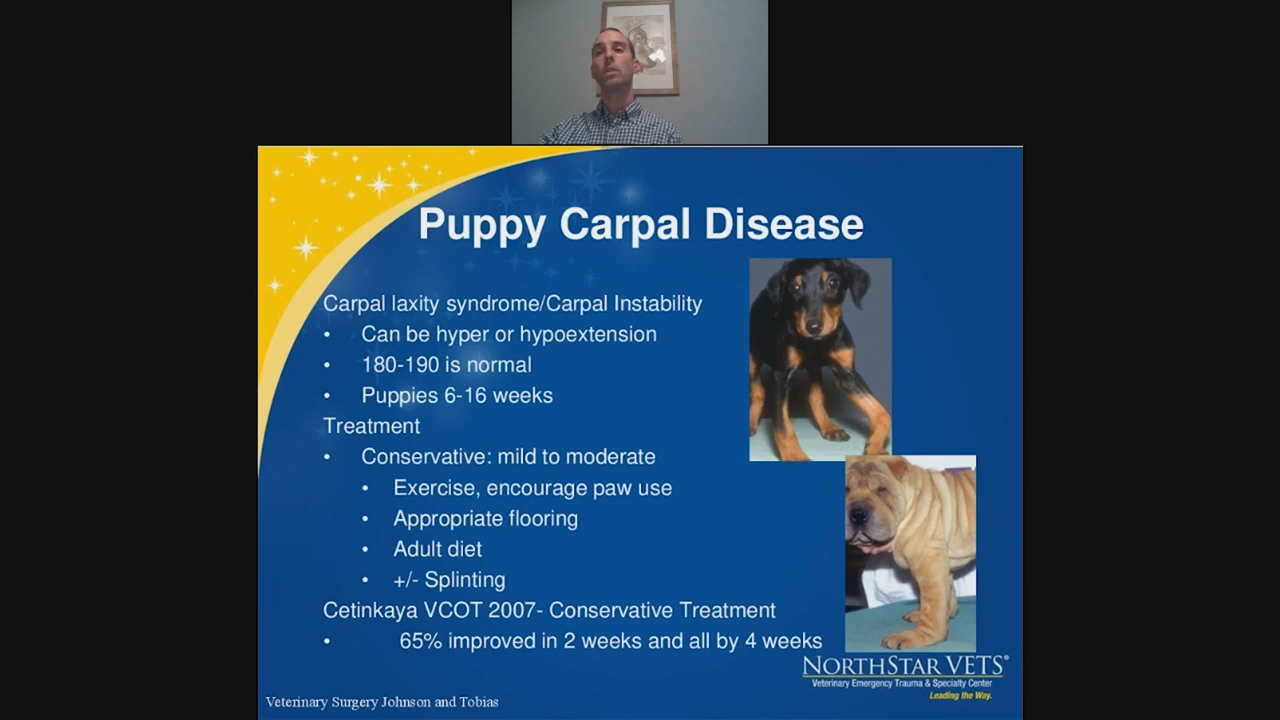 Puppy Carpal Disease
Carpal laxity syndrome/Carpal Instability
• Can be hyper or hypoextension
• 180-190 is normal
• Puppies 6-16 weeks
Treatment
• Conservative: mild to moderate
• Exercise, encourage paw use
• Appropriate flooring
• Adult diet
• +/- Splinting
Cetinkaya VCOT 2007- Conservative Treatment
• 65% improved in 2 weeks and all by 4 weeks
NORTHSTAR VETS®
Veterinary Emergency Trauma & Specialty Center
Leading the Way.
Veterinary Surgery Johnson and Tobias